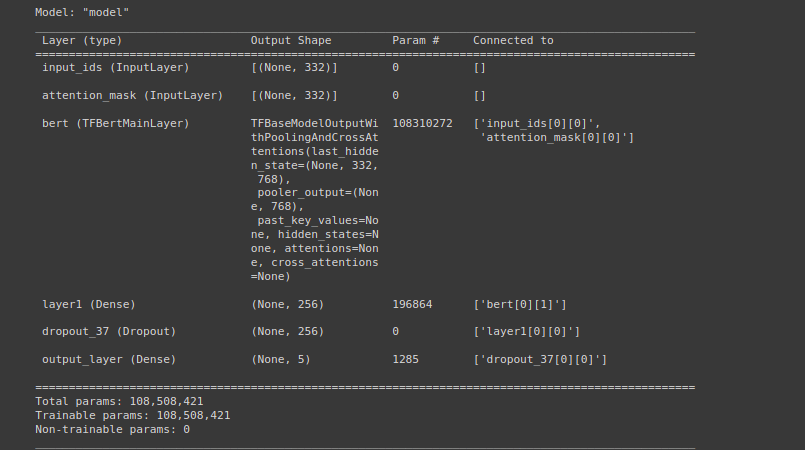 Model: "model"
Layer (type) Output Shape Param # Connected to
input_ids (InputLayer) [(None, 332)] 0 []
attention_mask (InputLayer) [(None, 332)] 0 []
bert (TFBertMainLayer) TFBaseModelOutputWi 108310272 ['input_ids[0][0]',
thPoolingAndCrossAt 'attention_mask[0][0]']
tentions(last_hidde
n_state=(None, 332,
768),
pooler_output=(Non
e, 768),
past_key_values=No
ne, hidden_states=N
one, attentions=Non
e, cross_attentions
=None)
layer1 (Dense) (None, 256) 196864 ['bert[0][1]']
dropout_37 (Dropout) (None, 256) 0 ['layer1[0][0]']
output_layer (Dense) (None, 5) 1285 ['dropout_37[0][0]']
Total params: 108,508,421
Trainable params: 108,508,421
Non-trainable params: 0